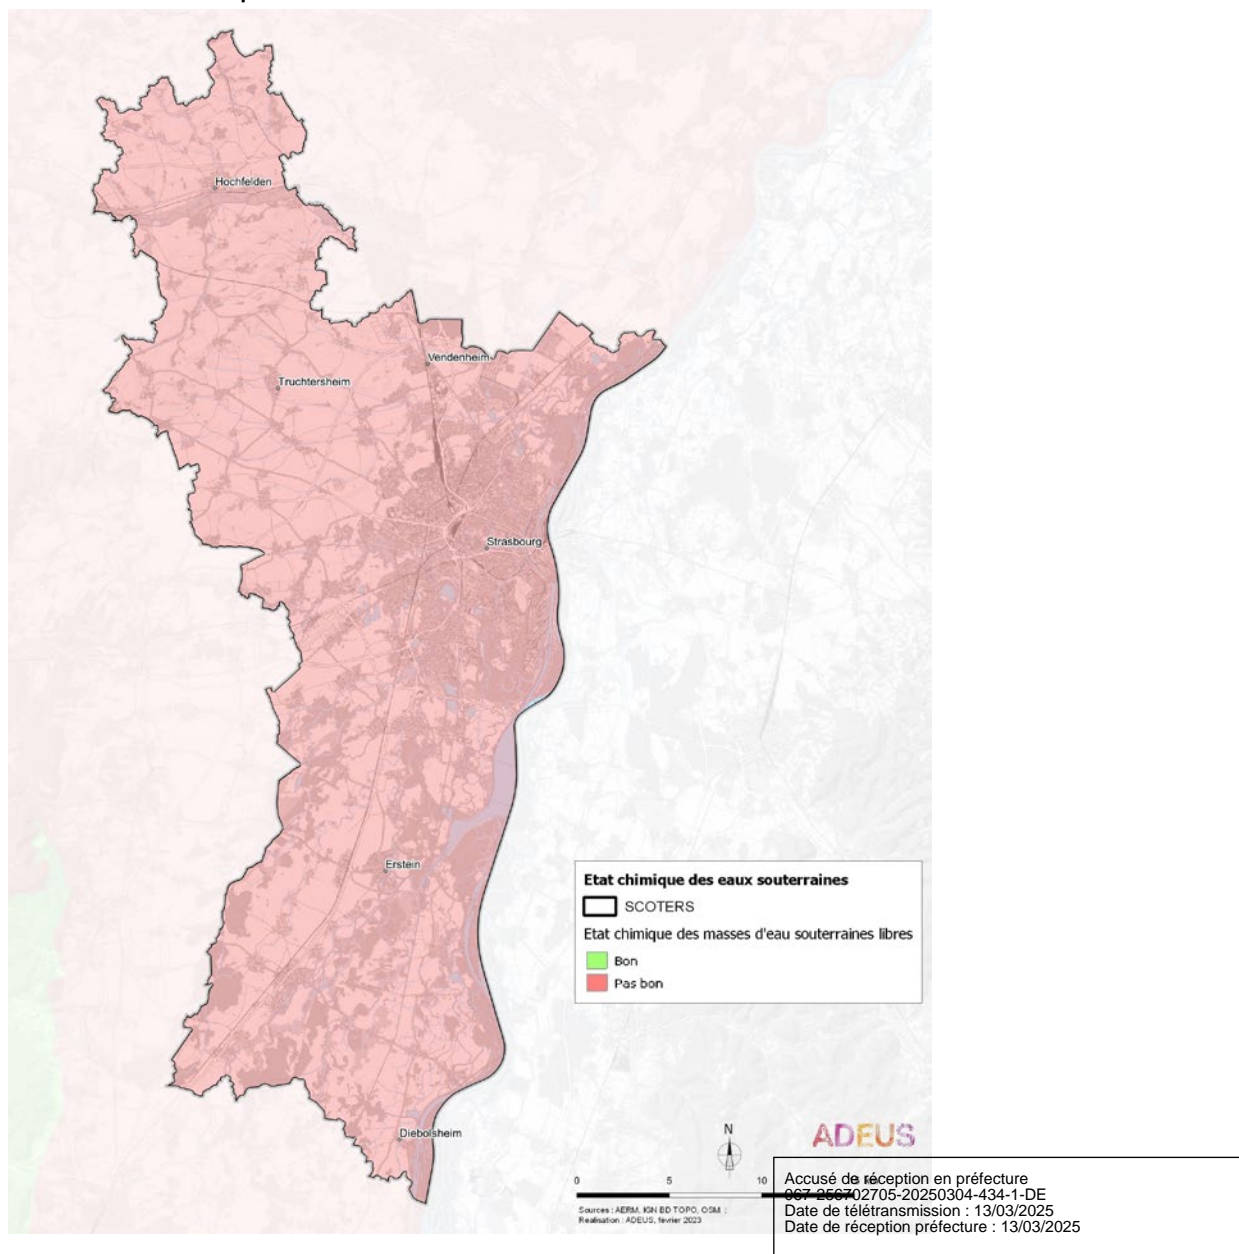 Hochfelden
Vendenheim
Truchtersheim
Strasbourg
Erstein
Diebolsheim
Etat chimique des eaux souterraines
SCOTERS
Etat chimique des masses d'eau souterraines libres
Bon
Pas bon
N
ADEUS
0 5 10
Sources : AERM, IGN BD TOPO, OSM ;
Réalisation : ADEUS, février 2023
Accusé de réception en préfecture
067-256702705-20250304-434-1-DE
Date de télétransmission : 13/03/2025
Date de réception préfecture : 13/03/2025